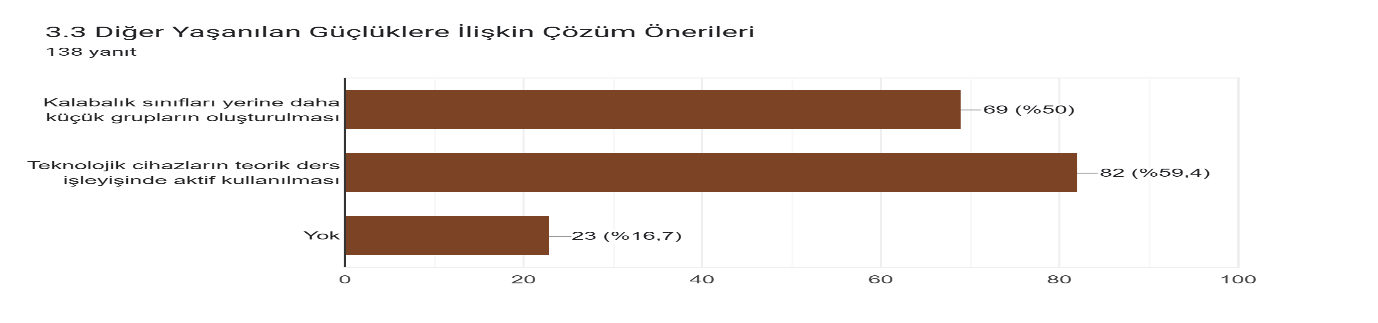 3.3 Diğer Yaşanılan Güçlüklere İlişkin Çözüm Önerileri
138 yanıt
Kalabalık sınıfları yerine daha
küçük grupların oluşturulması
69 (%50)
Teknolojik cihazların teorik ders
işleyişinde aktif kullanılması
82 (%59,4)
Yok
23 (%16,7)
0 20 40 60 80 100